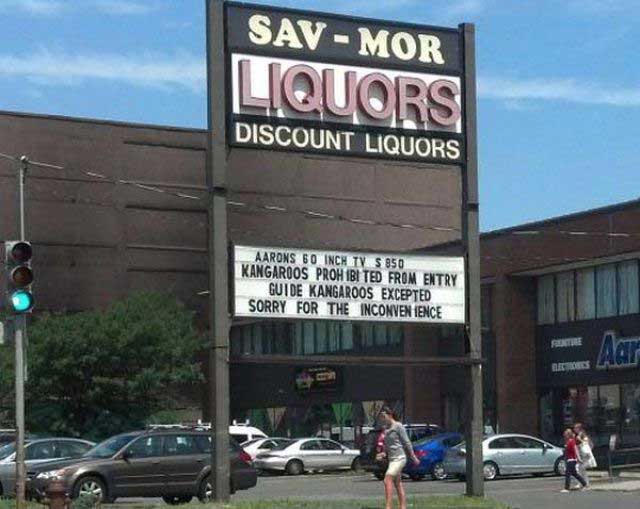 SAV-MOR
LIQUORS
DISCOUNT LIQUORS
AARONS 60 INCH TV $850
KANGAROOS PROHIBITED FROM ENTRY
GUIDE KANGAROOS EXCEPTED
SORRY FOR THE INCONVENIENCE
FURNITURE
ELECTRONICS
Aar